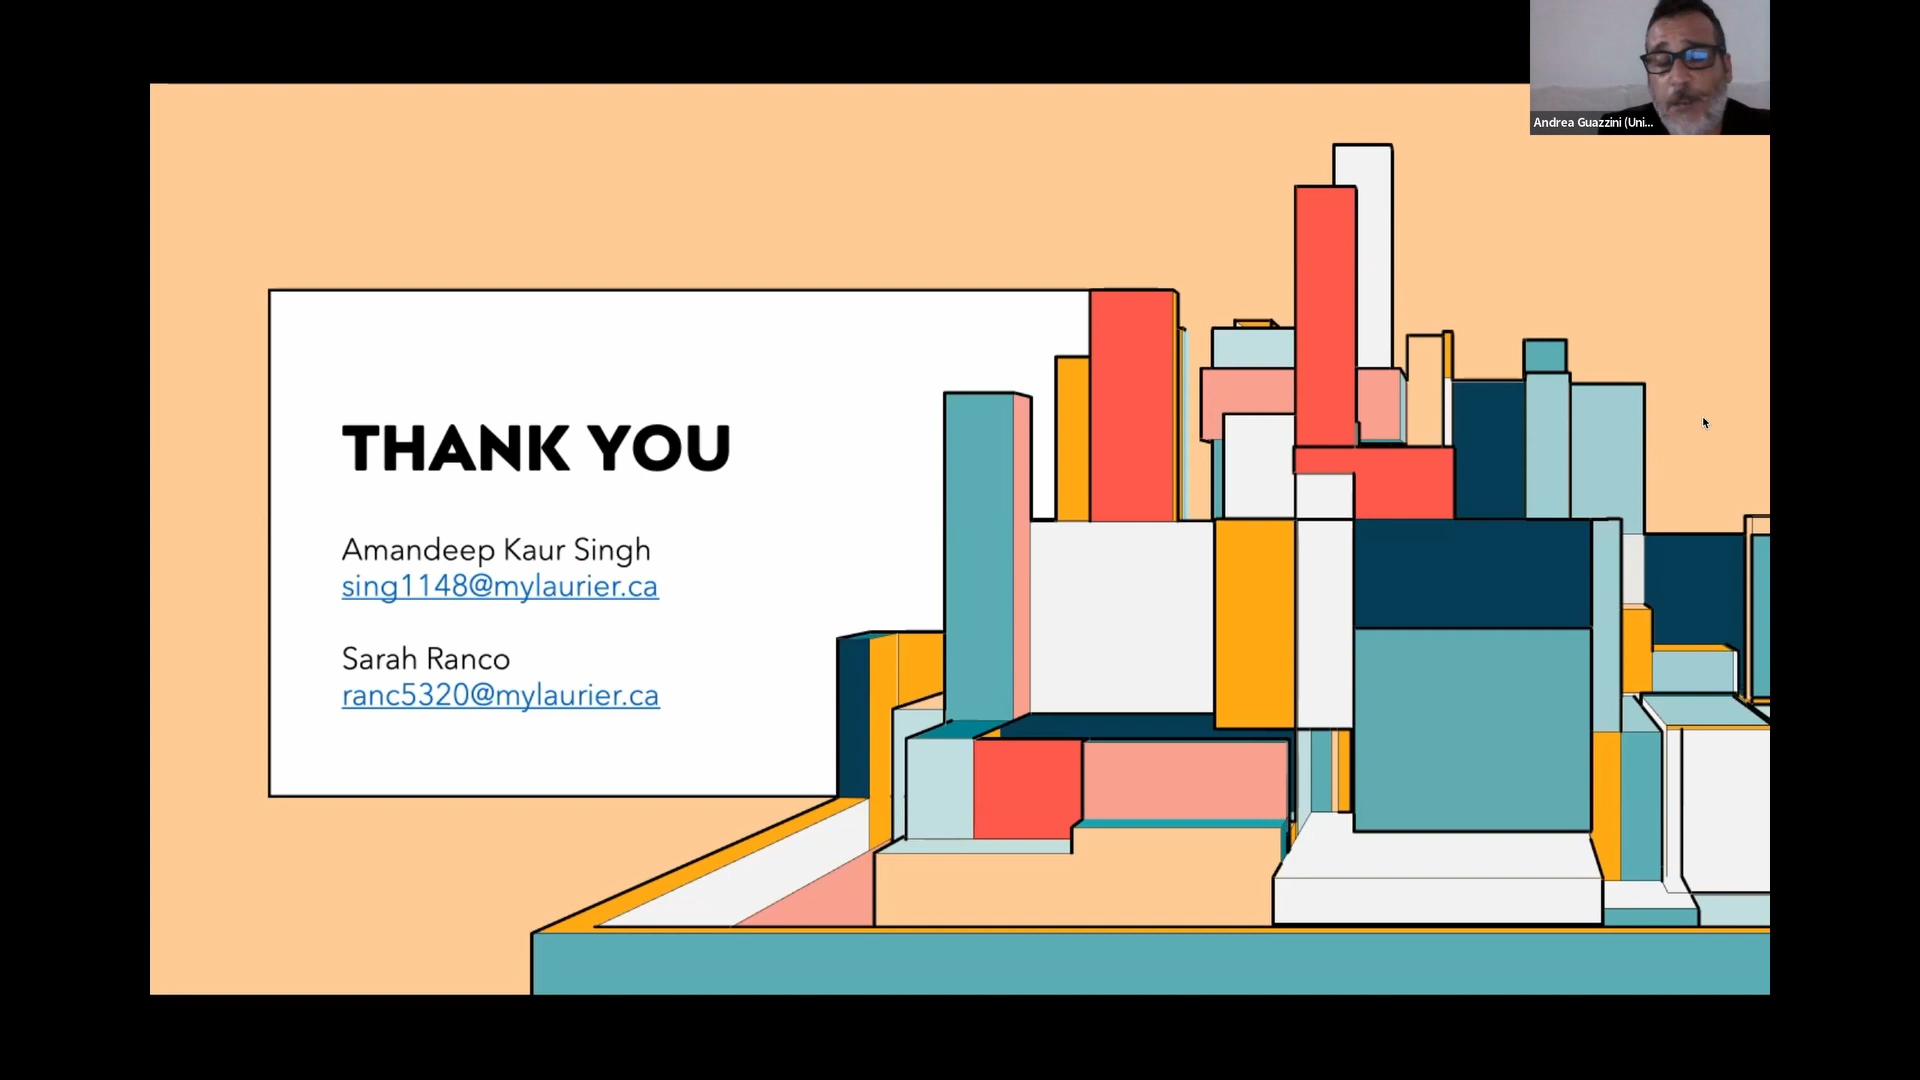 Andrea Guazzini (Uni...
THANK YOU
Amandeep Kaur Singh
sing1148@mylaurier.ca
Sarah Ranco
ranc5320@mylaurier.ca